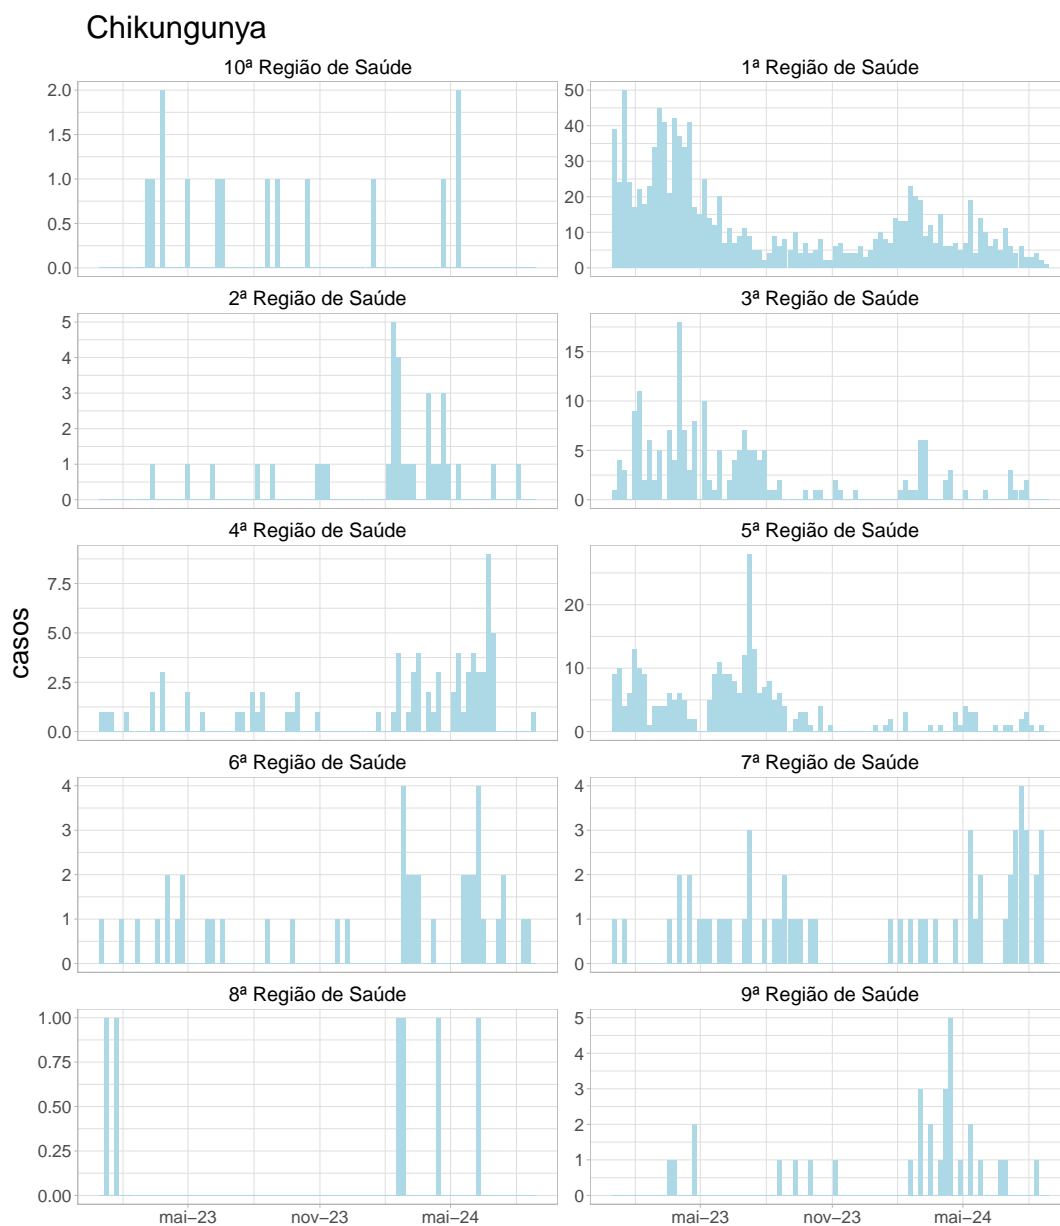 Chikungunya
10ª Região de Saúde
1ª Região de Saúde
2.0
1.5
1.0
0.5
0.0
50
40
30
20
10
0
2ª Região de Saúde
3ª Região de Saúde
5
4
3
2
1
0
15
10
5
0
4ª Região de Saúde
5ª Região de Saúde
7.5
5.0
2.5
0.0
20
10
0
casos
6ª Região de Saúde
7ª Região de Saúde
4
3
2
1
0
4
3
2
1
0
8ª Região de Saúde
9ª Região de Saúde
1.00
0.75
0.50
0.25
0.00
5
4
3
2
1
0
mai–23
nov–23
mai–24
mai–23
nov–23
mai–24